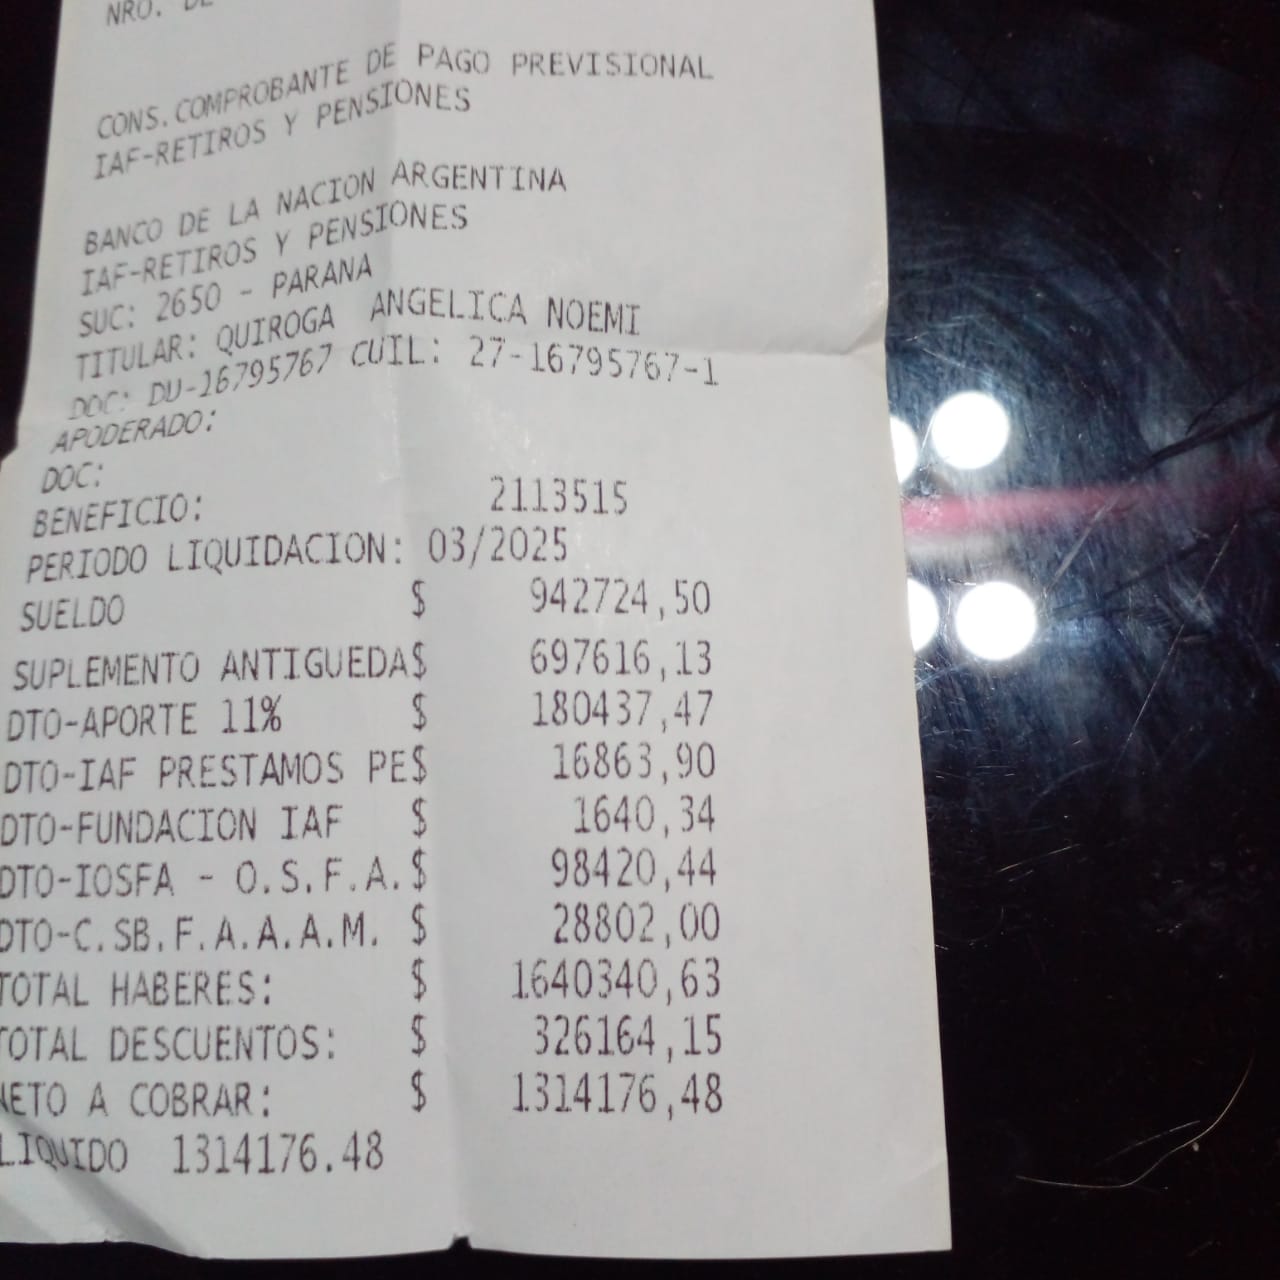 NRO. DE
CONS.COMPROBANTE DE PAGO PREVISIONAL
IAF-RETIROS Y PENSIONES
BANCO DE LA NACION ARGENTINA
IAF-RETIROS Y PENSIONES
SUC: 2650 - PARANA
TITULAR: QUIROGA ANGELICA NOEMI
DOC: DU-16795767 CUIL: 27-16795767-1
APODERADO:
DOC:
BENEFICIO: 2113515
PERIODO LIQUIDACION: 03/2025
SUELDO $ 942724,50
SUPLEMENTO ANTIGUEDA$ 697616,13
DTO-APORTE 11% $ 180437,47
DTO-IAF PRESTAMOS PE$ 16863,90
DTO-FUNDACION IAF $ 1640,34
DTO-IOSFA - O.S.F.A.$ 98420,44
DTO-C.SB.F.A.A.A.M. $ 28802,00
TOTAL HABERES: $ 1640340,63
TOTAL DESCUENTOS: $ 326164,15
NETO A COBRAR: $ 1314176,48
LIQUIDO 1314176.48